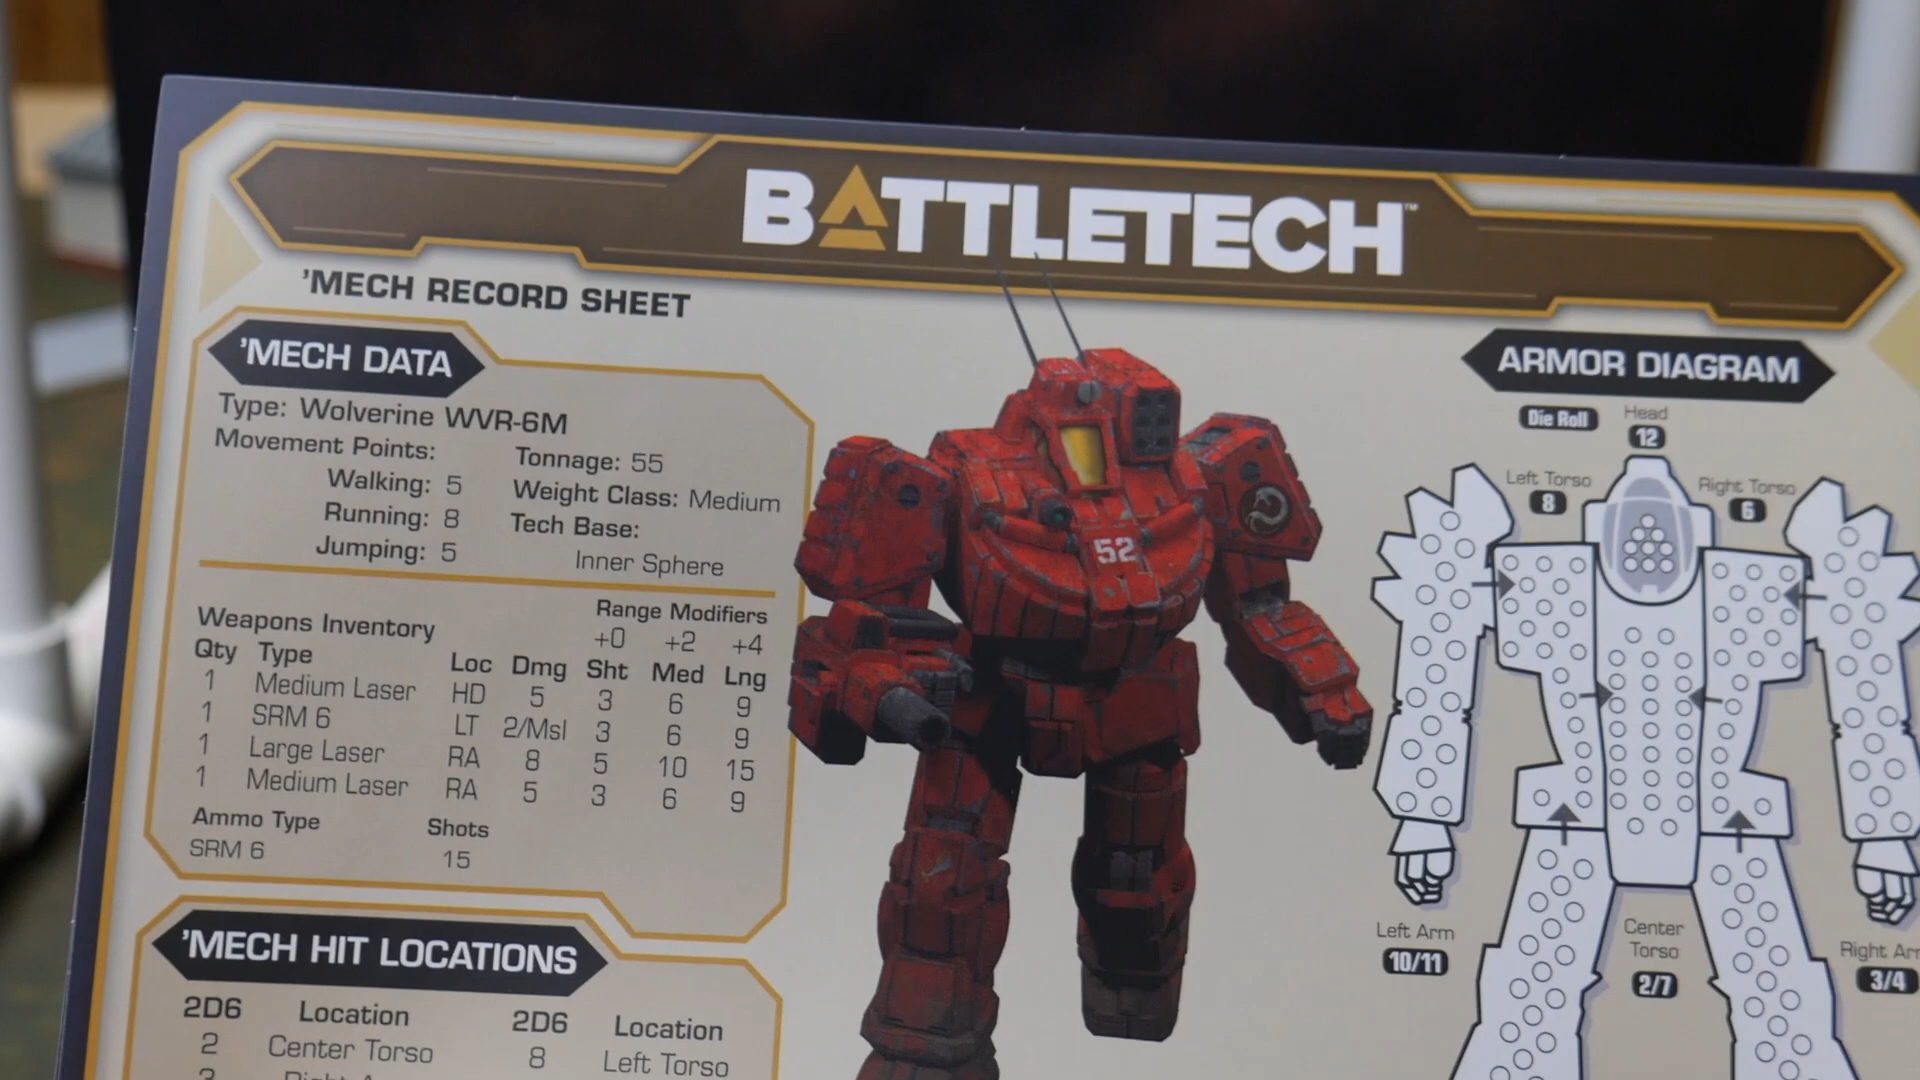 BATTLETECH™
'MECH RECORD SHEET
'MECH DATA
Type: Wolverine WVR-6M
Movement Points:
Walking: 5
Running: 8
Jumping: 5
Tonnage: 55
Weight Class: Medium
Tech Base:
Inner Sphere
Weapons Inventory
Range Modifiers
+0 +2 +4
Qty Type Loc Dmg Sht Med Lng
1 Medium Laser HD 5 3 6 9
1 SRM 6 LT 2/Msl 3 6 9
1 Large Laser RA 8 5 10 15
1 Medium Laser RA 5 3 6 9
Ammo Type Shots
SRM 6 15
'MECH HIT LOCATIONS
2D6 Location 2D6 Location
2 Center Torso 8 Left Torso
52
ARMOR DIAGRAM
Die Roll
Head
12
Left Torso
8
Right Torso
6
Left Arm
10/11
Center
Torso
2/7
Right Ar
3/4